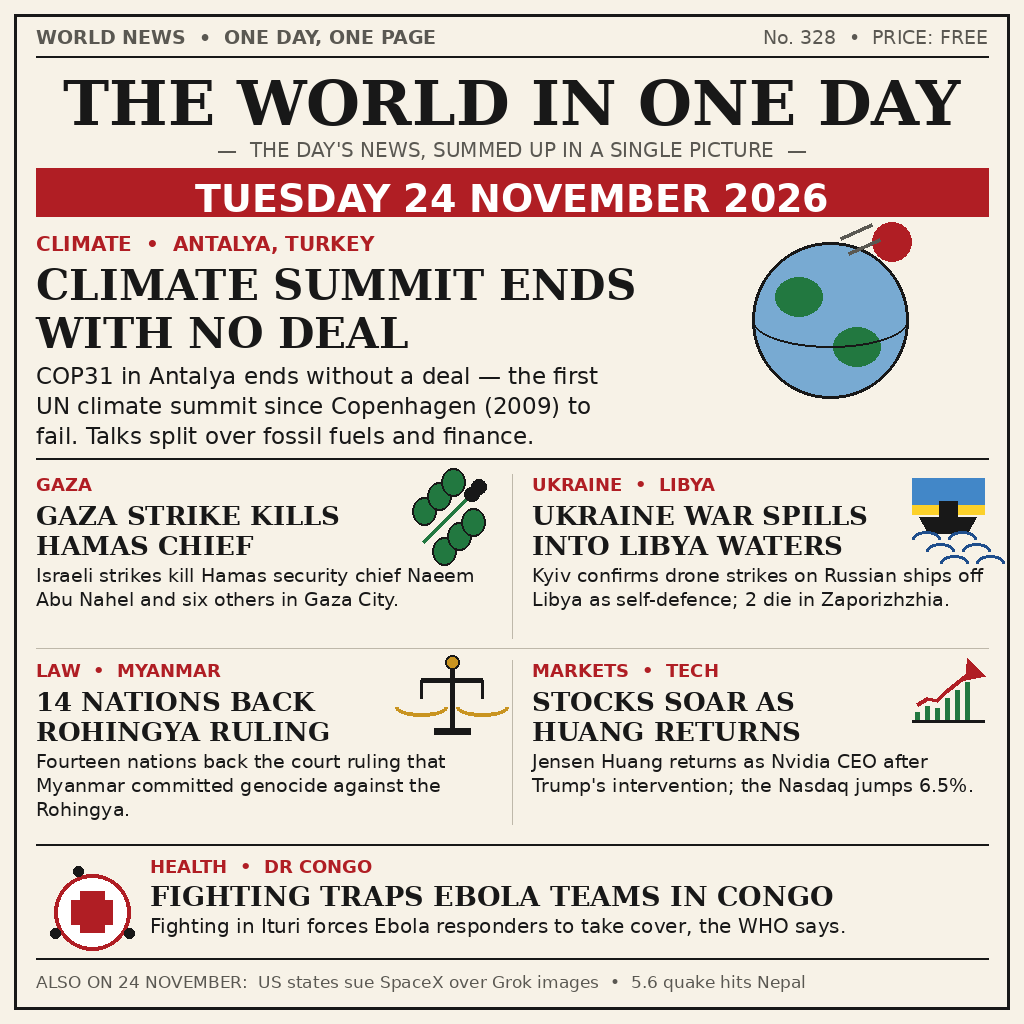 WORLD NEWS • ONE DAY, ONE PAGE
No. 328 • PRICE: FREE
THE WORLD IN ONE DAY
— THE DAY'S NEWS, SUMMED UP IN A SINGLE PICTURE —
TUESDAY 24 NOVEMBER 2026
CLIMATE • ANTALYA, TURKEY
CLIMATE SUMMIT ENDS
WITH NO DEAL
COP31 in Antalya ends without a deal — the first
UN climate summit since Copenhagen (2009) to
fail. Talks split over fossil fuels and finance.
GAZA
GAZA STRIKE KILLS
HAMAS CHIEF
Israeli strikes kill Hamas security chief Naeem
Abu Nahel and six others in Gaza City.
UKRAINE • LIBYA
UKRAINE WAR SPILLS
INTO LIBYA WATERS
Kyiv confirms drone strikes on Russian ships off
Libya as self-defence; 2 die in Zaporizhzhia.
LAW • MYANMAR
14 NATIONS BACK
ROHINGYA RULING
Fourteen nations back the court ruling that
Myanmar committed genocide against the
Rohingya.
MARKETS • TECH
STOCKS SOAR AS
HUANG RETURNS
Jensen Huang returns as Nvidia CEO after
Trump's intervention; the Nasdaq jumps 6.5%.
HEALTH • DR CONGO
FIGHTING TRAPS EBOLA TEAMS IN CONGO
Fighting in Ituri forces Ebola responders to take cover, the WHO says.
ALSO ON 24 NOVEMBER: US states sue SpaceX over Grok images • 5.6 quake hits Nepal